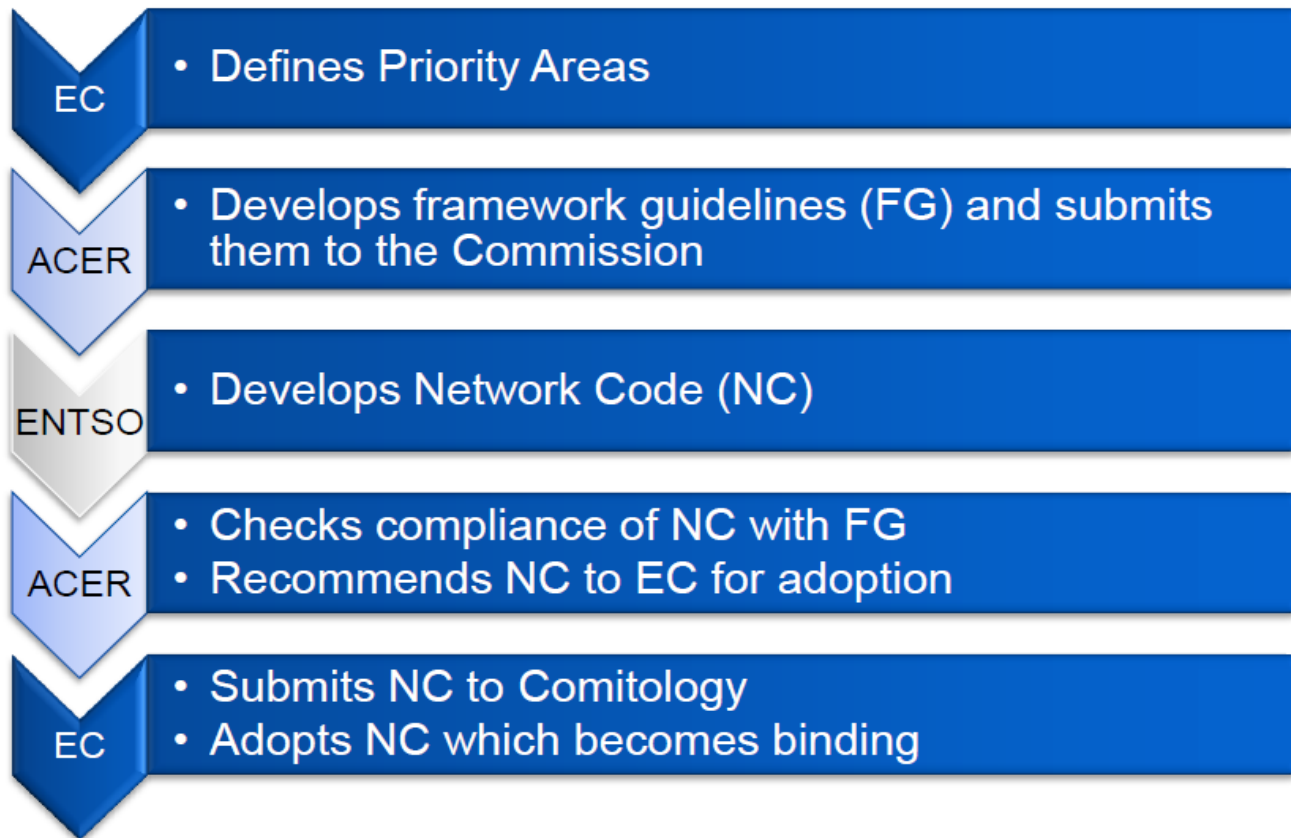 EC
• Defines Priority Areas
ACER
• Develops framework guidelines (FG) and submits
them to the Commission
ENTSO
• Develops Network Code (NC)
ACER
• Checks compliance of NC with FG
• Recommends NC to EC for adoption
EC
• Submits NC to Comitology
• Adopts NC which becomes binding